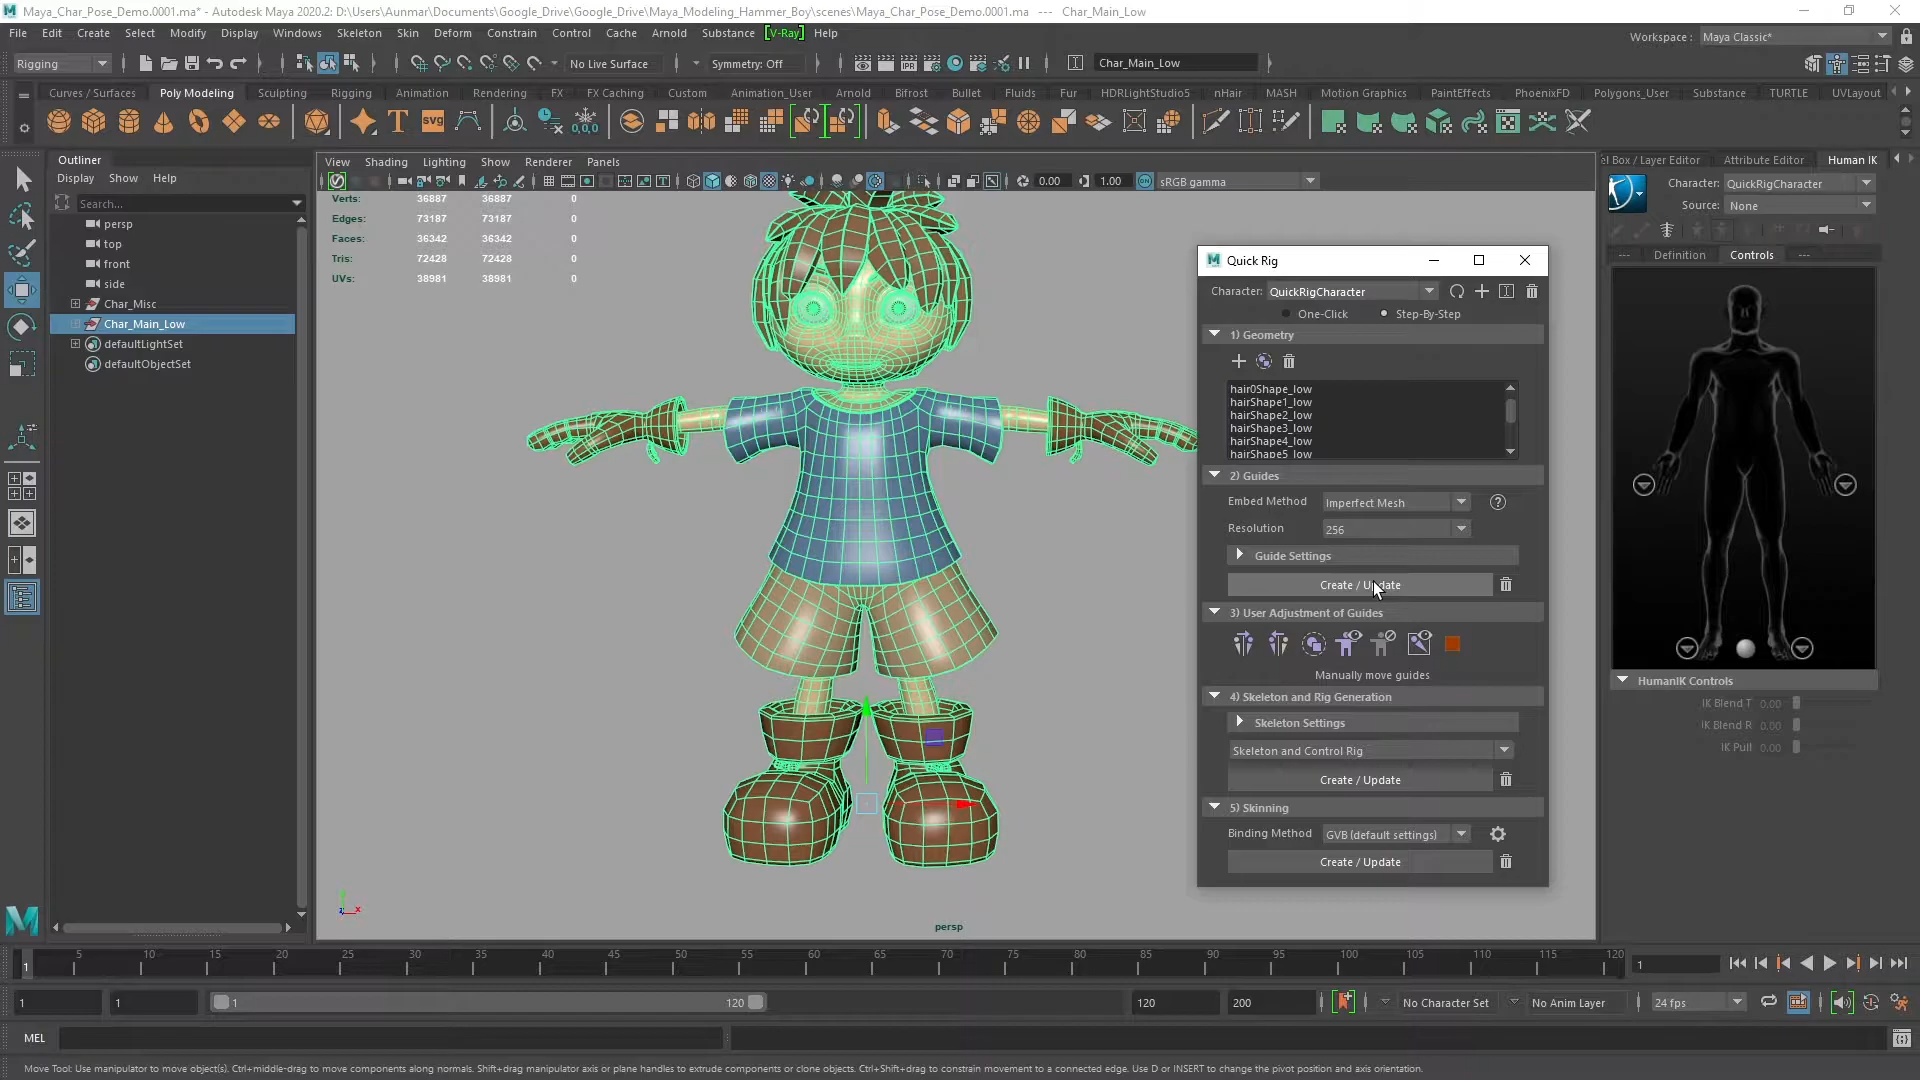 Maya_Char_Pose_Demo.0001.ma* - Autodesk Maya 2020.2: D:\Users\Aunmar\Documents\Google_Drive\Google_Drive\Maya_Modeling_Hammer_Boy\scenes\Maya_Char_Pose_Demo.0001.ma --- Char_Main_Low
File Edit Create Select Modify Display Windows Skeleton Skin Deform Constrain Control Cache Arnold Substance [V-Ray] Help
Workspace : Maya Classic*
Rigging No Live Surface Symmetry: Off IPR Char_Main_Low
Curves / Surfaces Poly Modeling Sculpting Rigging Animation Rendering FX FX Caching Custom Animation_User Arnold Bifrost Bullet Fluids Fur HDRLightStudio5 nHair MASH Motion Graphics PaintEffects PhoenixFD Polygons_User Substance TURTLE UVLayout
T svg 0,0,0
Outliner
Display Show Help
Search...
persp
top
front
side
Char_Misc
Char_Main_Low
defaultLightSet
defaultObjectSet
View Shading Lighting Show Renderer Panels
0.00 1.00 ON sRGB gamma
Verts: 36887 36887 0
Edges: 73187 73187 0
Faces: 36342 36342 0
Tris: 72428 72428 0
UVs: 38981 38981 0
persp
Quick Rig
Character: QuickRigCharacter
One-Click Step-By-Step
1) Geometry
hair0Shape_low
hairShape1_low
hairShape2_low
hairShape3_low
hairShape4_low
hairShape5_low
2) Guides
Embed Method Imperfect Mesh ?
Resolution 256
Guide Settings
Create / Update
3) User Adjustment of Guides
Manually move guides
4) Skeleton and Rig Generation
Skeleton Settings
Skeleton and Control Rig
Create / Update
5) Skinning
Binding Method GVB (default settings)
Create / Update
el Box / Layer Editor Attribute Editor Human IK
Character: QuickRigCharacter
Source: None
--- Definition Controls ---
HumanIK Controls
IK Blend T 0.00
IK Blend R 0.00
IK Pull 0.00
1 5 10 15 20 25 30 35 40 45 50 55 60 65 70 75 80 85 90 95 100 105 110 115 120 1
1 1 1 120 120 200 No Character Set No Anim Layer 24 fps
MEL
Move Tool: Use manipulator to move object(s). Ctrl+middle-drag to move components along normals. Shift+drag manipulator axis or plane handles to extrude components or clone objects. Ctrl+Shift+drag to constrain movement to a connected edge. Use D or INSERT to change the pivot position and axis orientation.